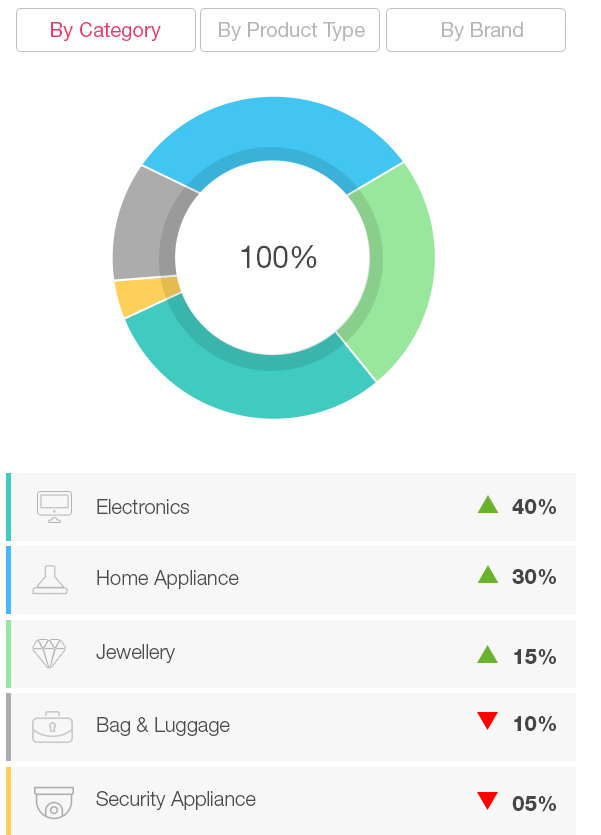 By Category By Product Type By Brand
100%
Electronics 40%
Home Appliance 30%
Jewellery 15%
Bag & Luggage 10%
Security Appliance 05%